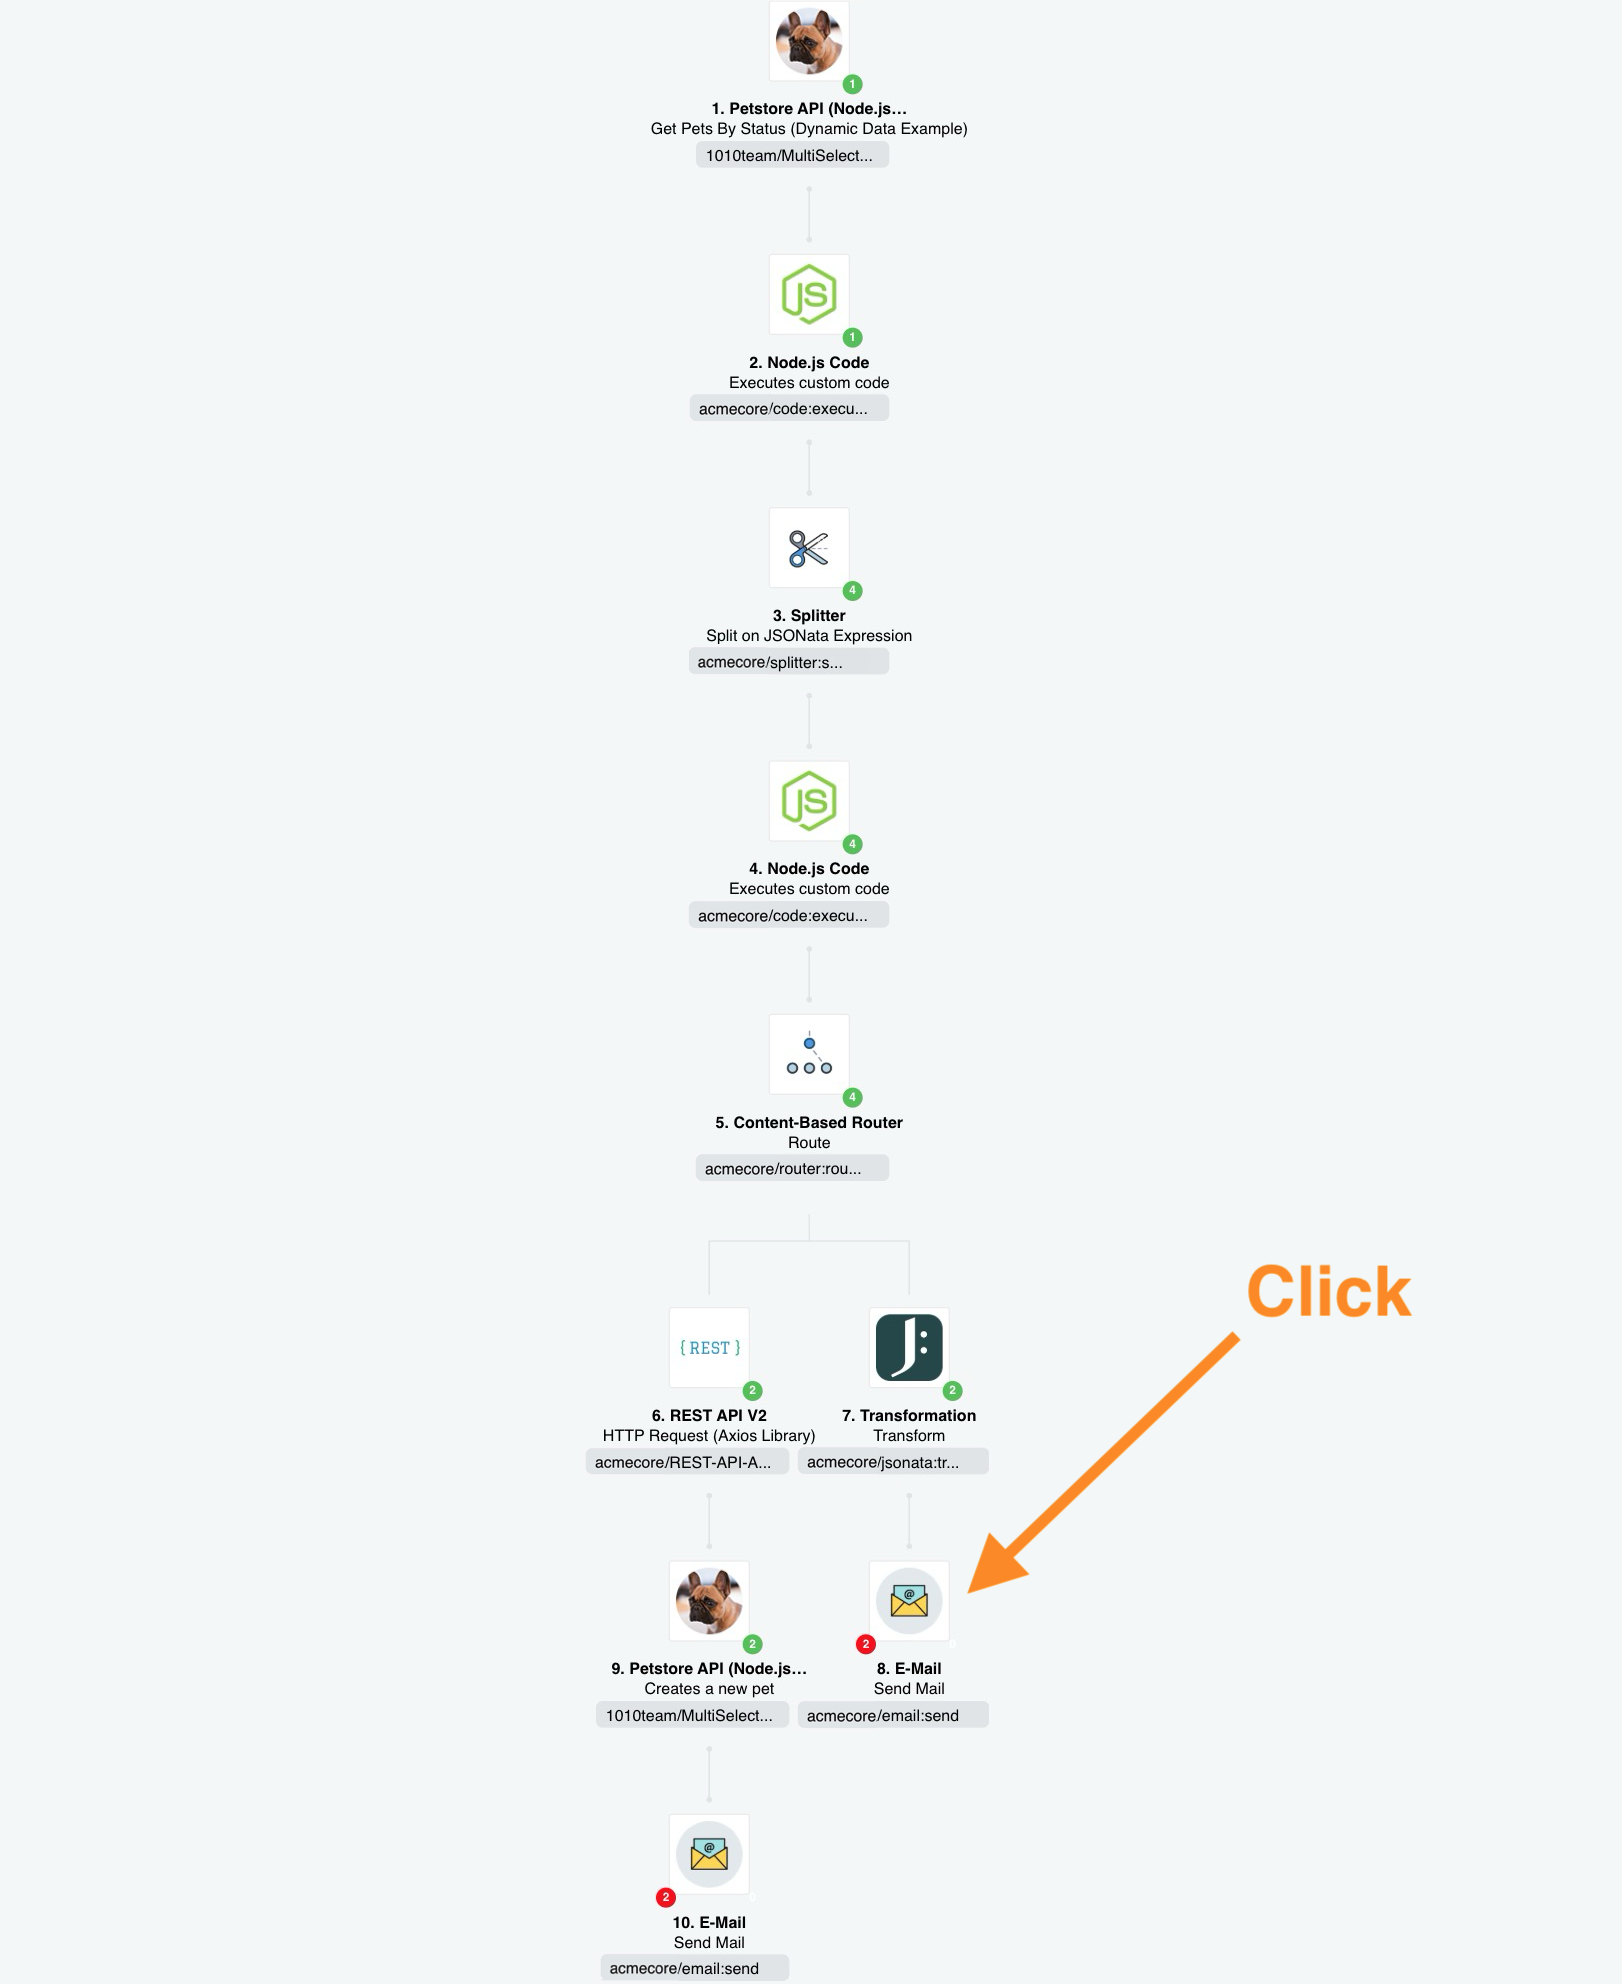 1
1. Petstore API (Node.js...
Get Pets By Status (Dynamic Data Example)
1010team/MultiSelect...
JS
1
2. Node.js Code
Executes custom code
acmecore/code:execu...
4
3. Splitter
Split on JSONata Expression
acmecore/splitter:s...
JS
4
4. Node.js Code
Executes custom code
acmecore/code:execu...
4
5. Content-Based Router
Route
acmecore/router:rou...
Click
{REST} J:
2 2
6. REST API V2 7. Transformation
HTTP Request (Axios Library) Transform
acmecore/REST-API-A... acmecore/jsonata:tr...
@
2 2 0
9. Petstore API (Node.js... 8. E-Mail
Creates a new pet Send Mail
1010team/MultiSelect... acmecore/email:send
@
2 0
10. E-Mail
Send Mail
acmecore/email:send